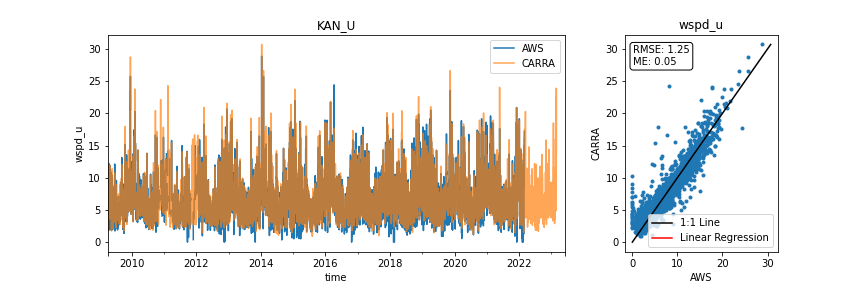 KAN_U
wspd_u
30
25
20
15
10
5
0
2010
2012
2014
2016
2018
2020
2022
time
AWS
CARRA
wspd_u
CARRA
30
25
20
15
10
5
0
0
10
20
30
AWS
RMSE: 1.25
ME: 0.05
1:1 Line
Linear Regression